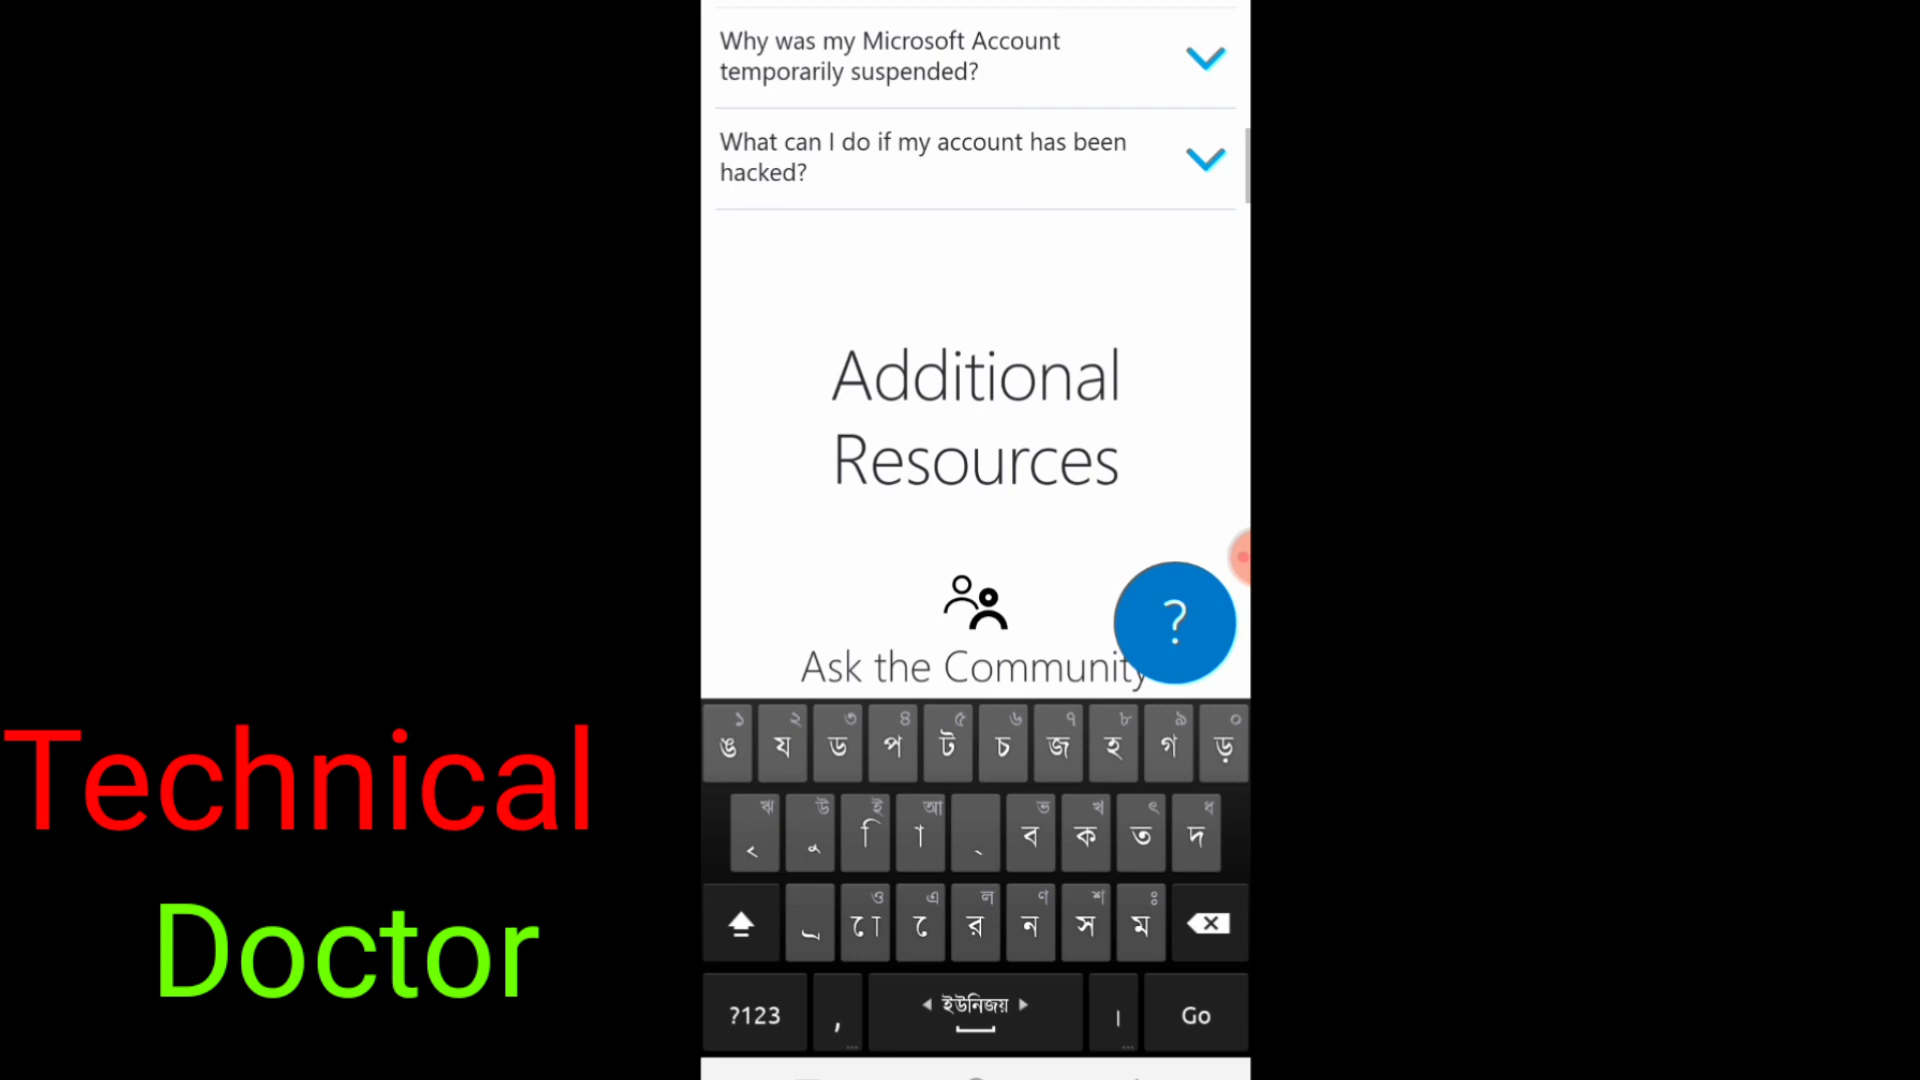 Why was my Microsoft Account
temporarily suspended?
What can I do if my account has been
hacked?
Additional
Resources
?
Ask the Community
১ ২ ৩ ৪ ৫ ৬ ৭ ৮ ৯ ০
ঙ য ড প ট চ জ হ গ ড়
ঋ উ ই আ ভ খ ৎ ধ
ৃ ু ি া ্ ব ক ত দ
ও এ ল ণ শ ঃ
ূ ো ে র ন স ম
?123 , ইউনিজয় । Go
Technical
Doctor